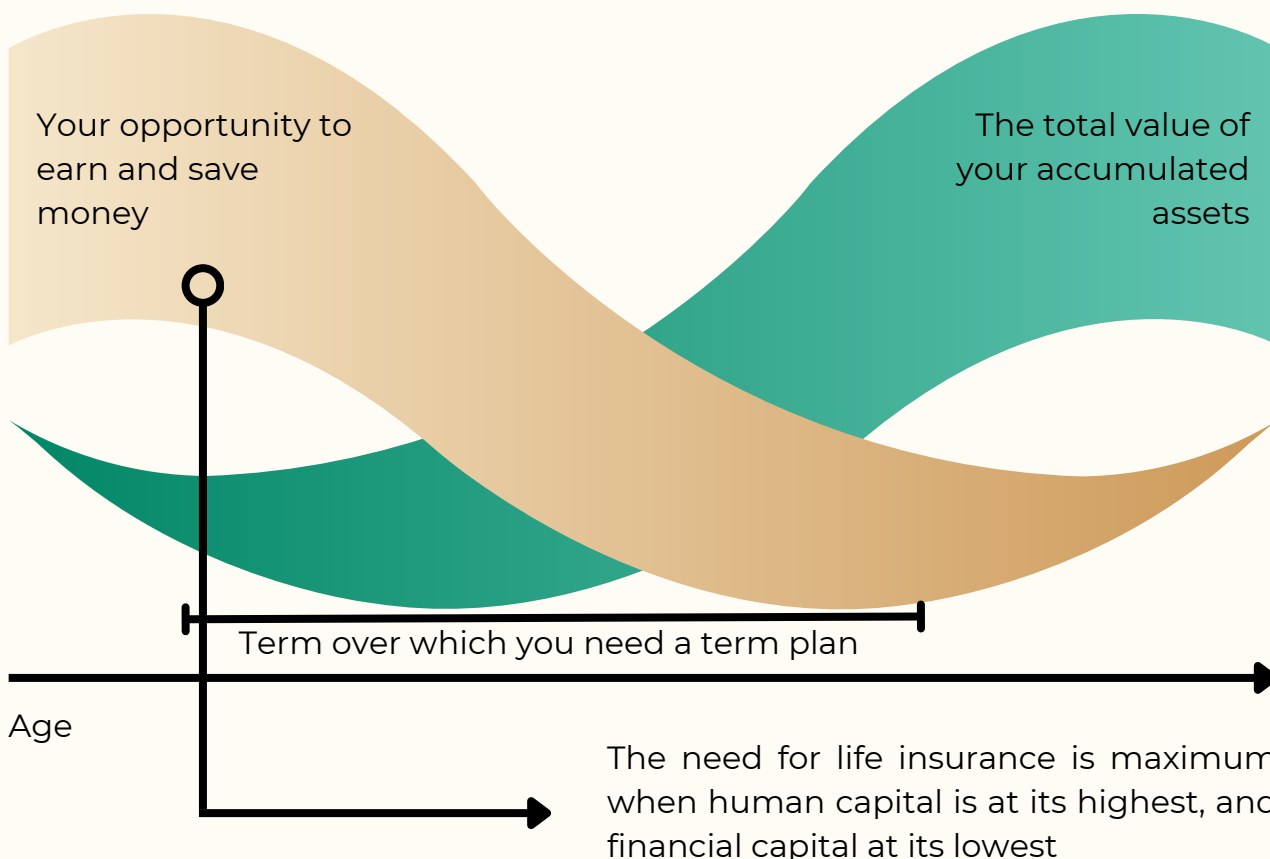 Your opportunity to
earn and save
money
The total value of
your accumulated
assets
Term over which you need a term plan
Age
The need for life insurance is maximum
when human capital is at its highest, and
financial capital at its lowest